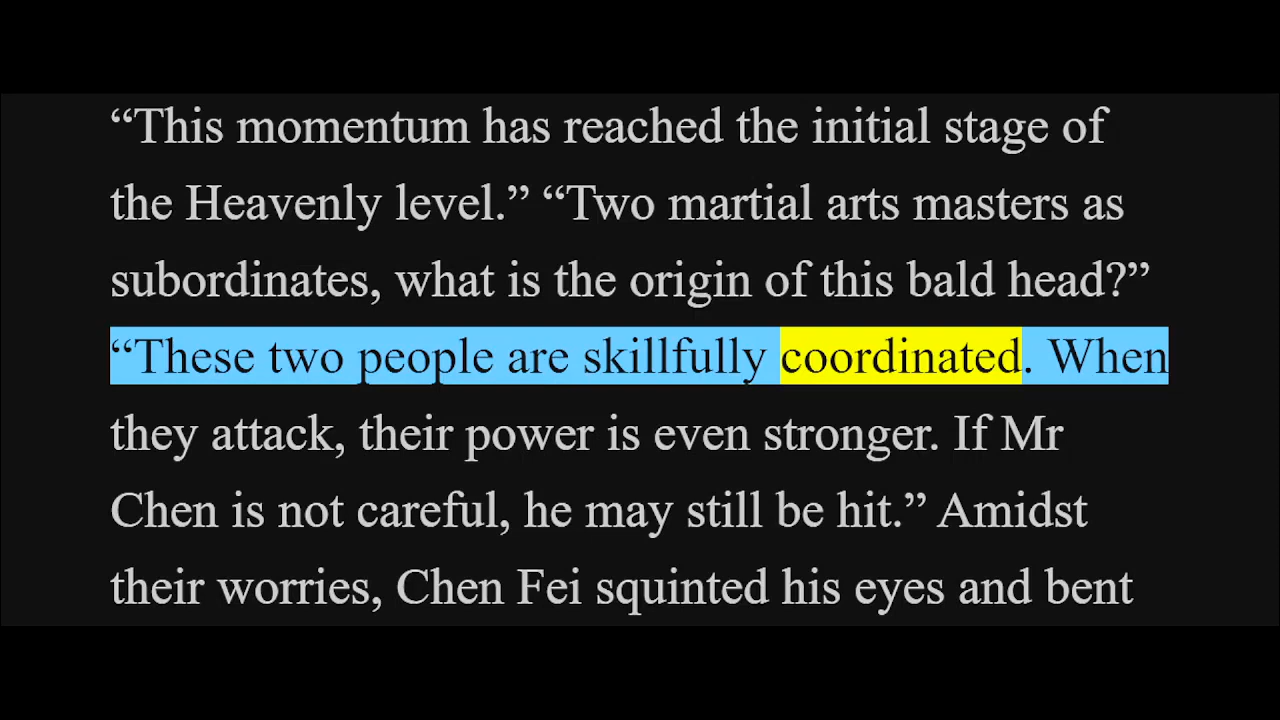 “This momentum has reached the initial stage of
the Heavenly level.” “Two martial arts masters as
subordinates, what is the origin of this bald head?”
“These two people are skillfully coordinated. When
they attack, their power is even stronger. If Mr
Chen is not careful, he may still be hit.” Amidst
their worries, Chen Fei squinted his eyes and bent